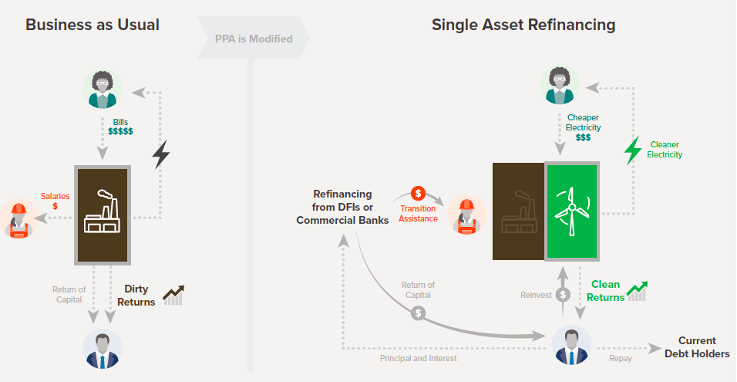 Business as Usual
PPA is Modified
Single Asset Refinancing
Bills
$$$$$
Salaries
$
Return of
Capital
Dirty
Returns
Cheaper
Electricity
$$$
Cleaner
Electricity
Refinancing
from DFIs or
Commercial Banks
$
Transition
Assistance
Return of
Capital
$
Reinvest
$
Clean
Returns
Principal and Interest
Repay
Current
Debt Holders